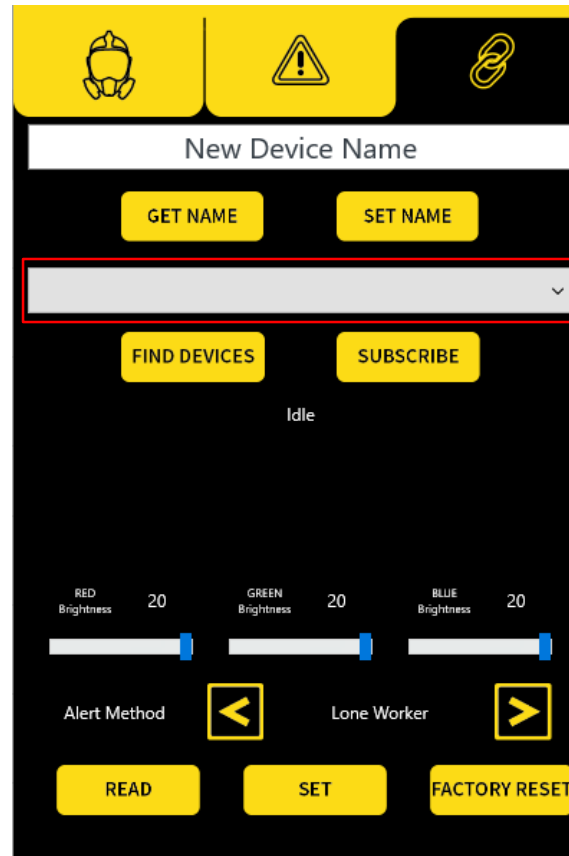 New Device Name
GET NAME SET NAME
FIND DEVICES SUBSCRIBE
Idle
RED
Brightness
20
GREEN
Brightness
20
BLUE
Brightness
20
Alert Method < Lone Worker >
READ SET FACTORY RESET